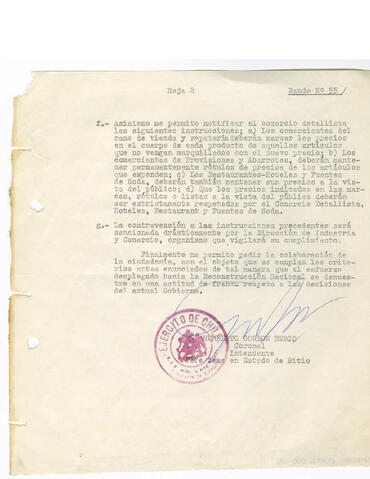 Hoja 2 Bando Nº 55/
f.- Asimismo me permito notificar al comercio detallista
las siguientes instrucciones; a) Los comerciantes del
ramo de tienda y zapatería deberán marcar los precios
en el cuerpo de cada producto de aquellos artículos
que no vengan marquillados con el nuevo precio; b) Los
comerciantes de Provisiones y Abarrotes, deberán mante-
ner permanentemente rótulos de precios de los artículos
que expenden; c) Los Restaurantes-Hoteles y Fuentes
de Soda, deberán también mantener sus precios a la vis-
ta del público; d) Que los precios indicados en las mar-
cas, rótulos o listas a la vista del público deberán
ser estrictamente respetados por el Comercio Detallista,
Hoteles, Restaurant y Fuentes de Soda.
g.- La contravención a las instrucciones precedentes será
sancionada drásticamente por la Dirección de Industria
y Comercio, organismo que vigilará su cumplimiento.
Finalmente me permito pedir la colaboración de
la ciudadanía, con el objeto que se cumplan los crite-
rios antes enunciados de tal manera que el esfuerzo
desplegado hacia la Reconstrucción Nacional se demues-
tre en una actitud de franco respeto a las decisiones
del actual Gobierno.
EJERCITO DE CHILE
GORDON RUBIO
Coronel
Intendente
Jefe Zona en Estado de Sitio